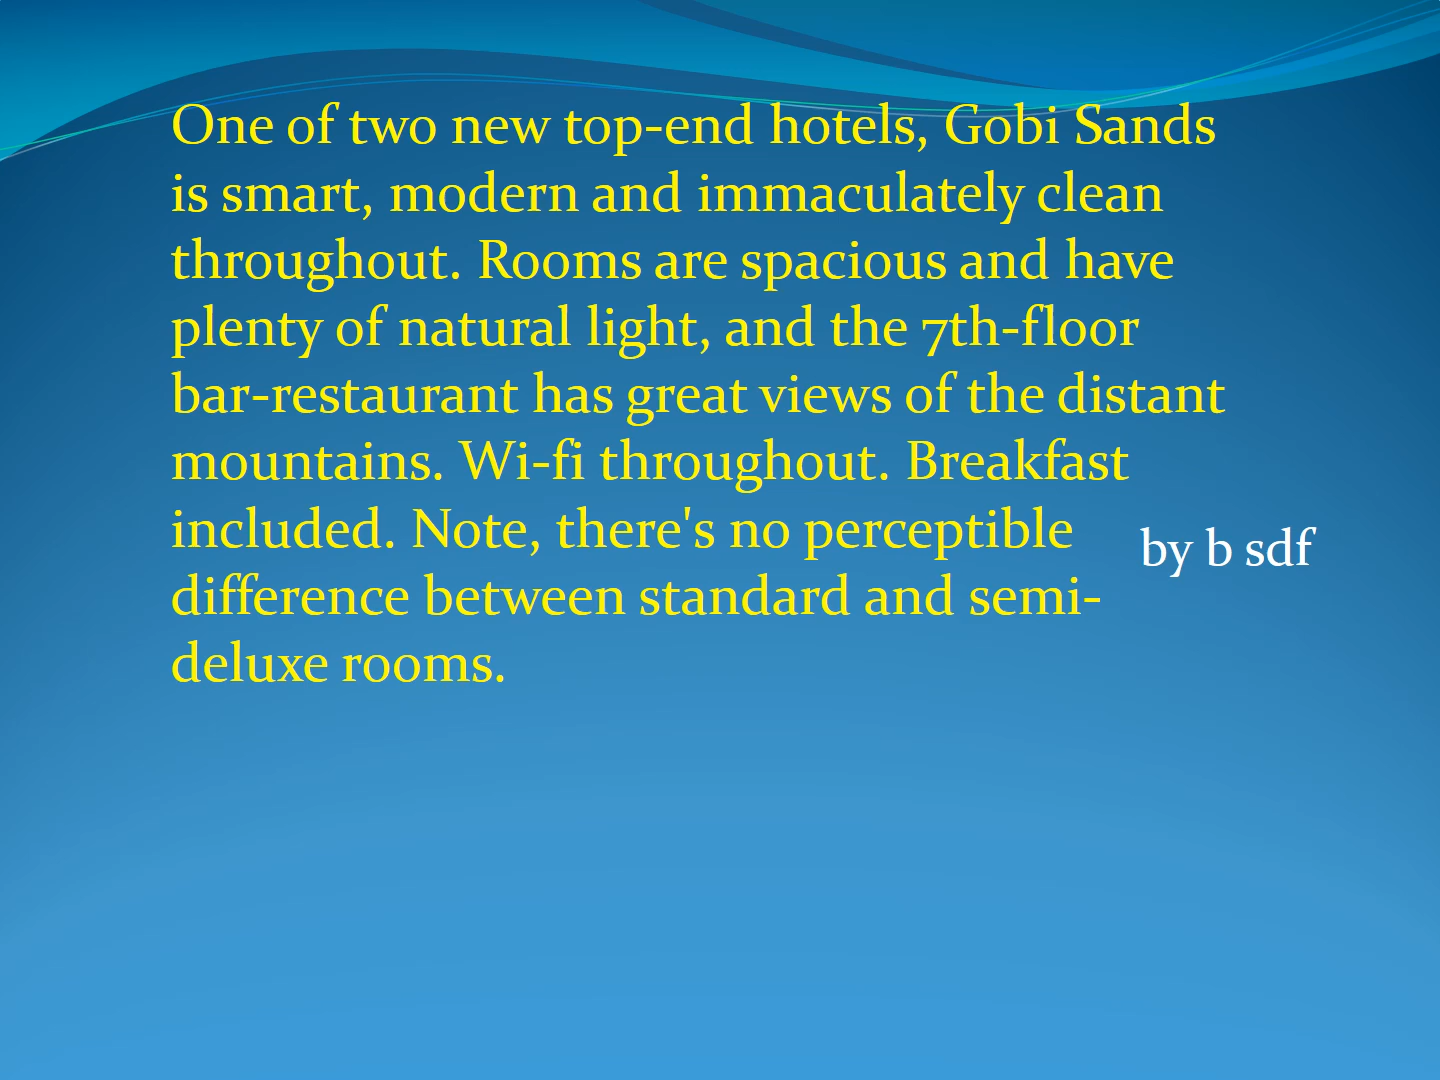 One of two new top-end hotels, Gobi Sands
is smart, modern and immaculately clean
throughout. Rooms are spacious and have
plenty of natural light, and the 7th-floor
bar-restaurant has great views of the distant
mountains. Wi-fi throughout. Breakfast
included. Note, there's no perceptible
difference between standard and semi-
deluxe rooms.
by b sdf